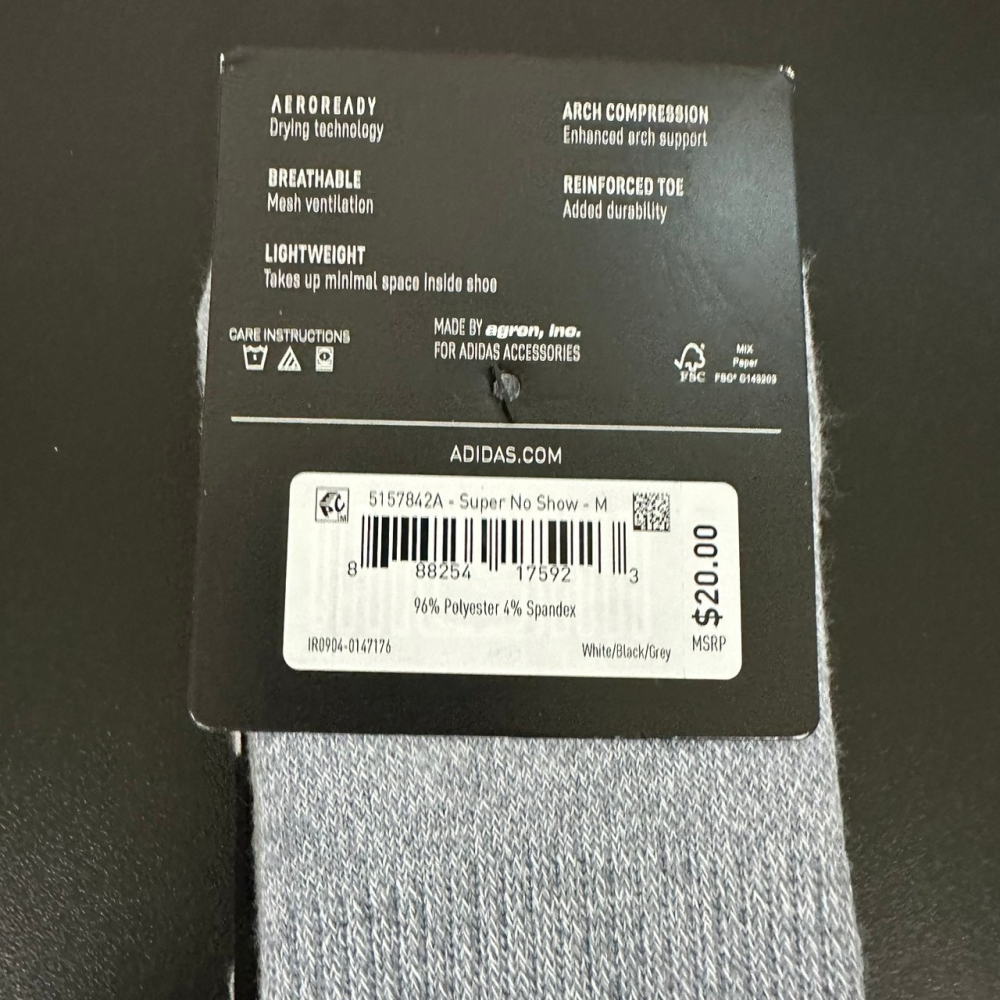 AEROREADY
Drying technology
BREATHABLE
Mesh ventilation
LIGHTWEIGHT
Takes up minimal space inside shoe
ARCH COMPRESSION
Enhanced arch support
REINFORCED TOE
Added durability
CARE INSTRUCTIONS
MADE BY agron, inc.
FOR ADIDAS ACCESSORIES
FSC
MIX
Paper
ADIDAS.COM
5157842A - Super No Show - M
8 88254 17592 3
96% Polyester 4% Spandex
IR0904-0147176
White/Black/Grey
$20.00
MSRP